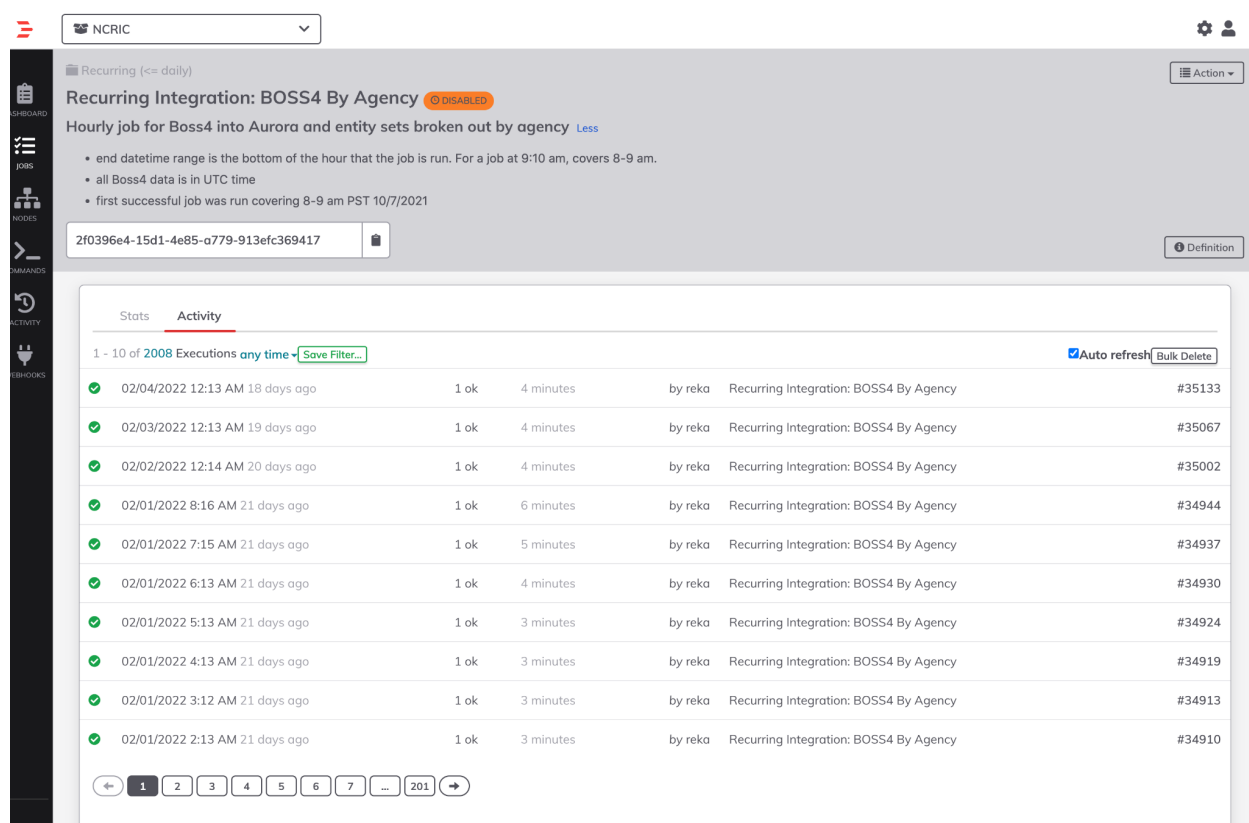 NCRIC
Recurring (<= daily)
Action
Recurring Integration: BOSS4 By Agency DISABLED
Hourly job for Boss4 into Aurora and entity sets broken out by agency Less
• end datetime range is the bottom of the hour that the job is run. For a job at 9:10 am, covers 8-9 am.
• all Boss4 data is in UTC time
• first successful job was run covering 8-9 am PST 10/7/2021
2f0396e4-15d1-4e85-a779-913efc369417
Definition
ASHBOARD
JOBS
NODES
OMMANDS
ACTIVITY
WEBHOOKS
Stats Activity
1 - 10 of 2008 Executions any time Save Filter... Auto refresh Bulk Delete
02/04/2022 12:13 AM 18 days ago 1 ok 4 minutes by reka Recurring Integration: BOSS4 By Agency #35133
02/03/2022 12:13 AM 19 days ago 1 ok 4 minutes by reka Recurring Integration: BOSS4 By Agency #35067
02/02/2022 12:14 AM 20 days ago 1 ok 4 minutes by reka Recurring Integration: BOSS4 By Agency #35002
02/01/2022 8:16 AM 21 days ago 1 ok 6 minutes by reka Recurring Integration: BOSS4 By Agency #34944
02/01/2022 7:15 AM 21 days ago 1 ok 5 minutes by reka Recurring Integration: BOSS4 By Agency #34937
02/01/2022 6:13 AM 21 days ago 1 ok 4 minutes by reka Recurring Integration: BOSS4 By Agency #34930
02/01/2022 5:13 AM 21 days ago 1 ok 3 minutes by reka Recurring Integration: BOSS4 By Agency #34924
02/01/2022 4:13 AM 21 days ago 1 ok 3 minutes by reka Recurring Integration: BOSS4 By Agency #34919
02/01/2022 3:12 AM 21 days ago 1 ok 3 minutes by reka Recurring Integration: BOSS4 By Agency #34913
02/01/2022 2:13 AM 21 days ago 1 ok 3 minutes by reka Recurring Integration: BOSS4 By Agency #34910
1 2 3 4 5 6 7 ... 201